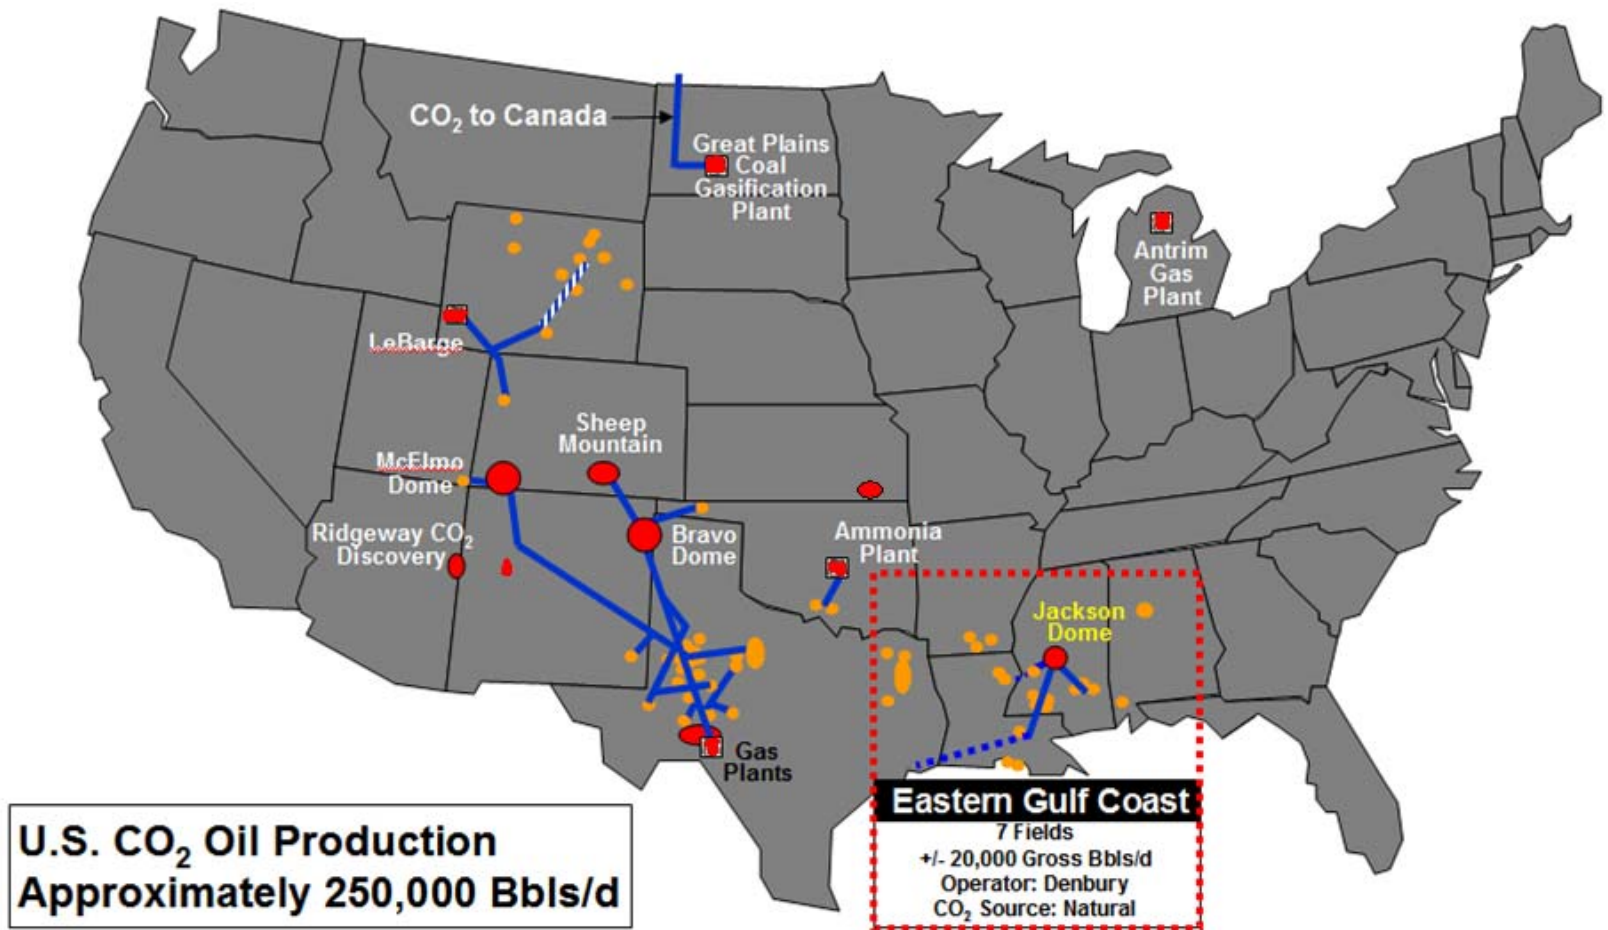 CO₂ to Canada
Great Plains
Coal
Gasification
Plant
Antrim
Gas
Plant
LeBarge
Sheep
Mountain
McElmo
Dome
Ridgeway CO₂
Discovery
Bravo
Dome
Ammonia
Plant
Jackson
Dome
Gas
Plants
Eastern Gulf Coast
7 Fields
+/- 20,000 Gross Bbls/d
Operator: Denbury
CO₂ Source: Natural
U.S. CO₂ Oil Production
Approximately 250,000 Bbls/d